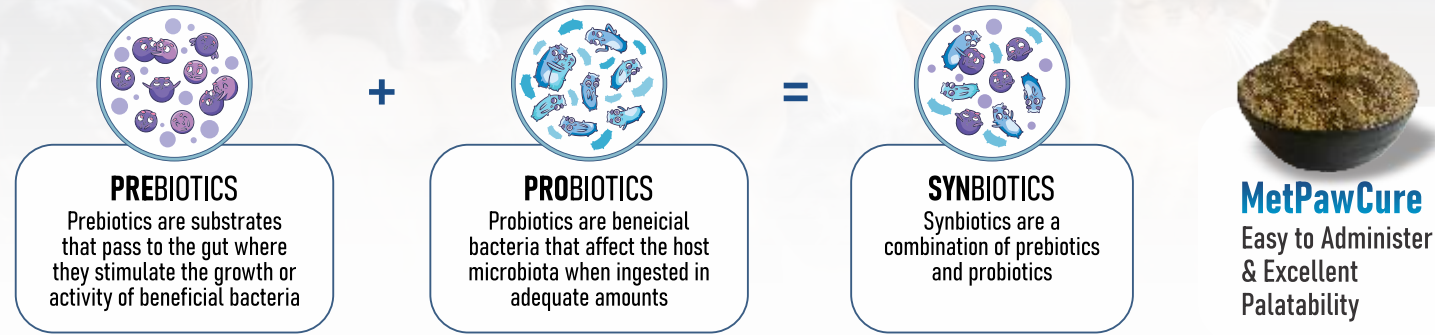 +
=
PREBIOTICS
Prebiotics are substrates
that pass to the gut where
they stimulate the growth or
activity of beneficial bacteria
PROBIOTICS
Probiotics are beneicial
bacteria that affect the host
microbiota when ingested in
adequate amounts
SYNBIOTICS
Synbiotics are a
combination of prebiotics
and probiotics
MetPawCure
Easy to Administer
& Excellent
Palatability